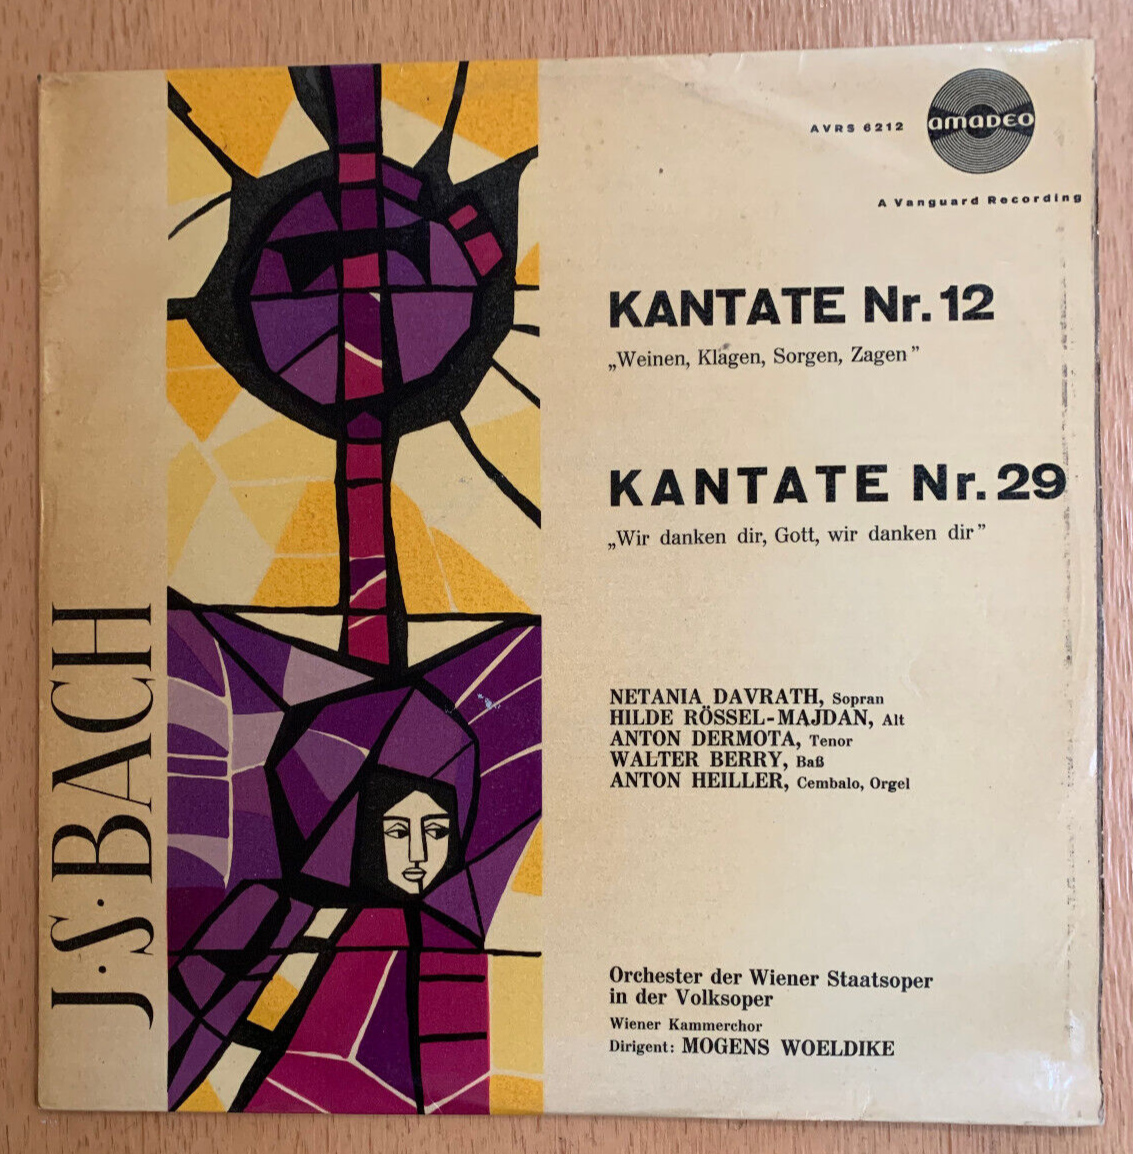 J.S.BACH
AVRS 6212
amadeo
A Vanguard Recording
KANTATE Nr. 12
„Weinen, Klagen, Sorgen, Zagen”
KANTATE Nr. 29
„Wir danken dir, Gott, wir danken dir”
NETANIA DAVRATH, Sopran
HILDE RÖSSEL-MAJDAN, Alt
ANTON DERMOTA, Tenor
WALTER BERRY, Baß
ANTON HEILLER, Cembalo, Orgel
Orchester der Wiener Staatsoper
in der Volksoper
Wiener Kammerchor
Dirigent: MOGENS WOELDIKE